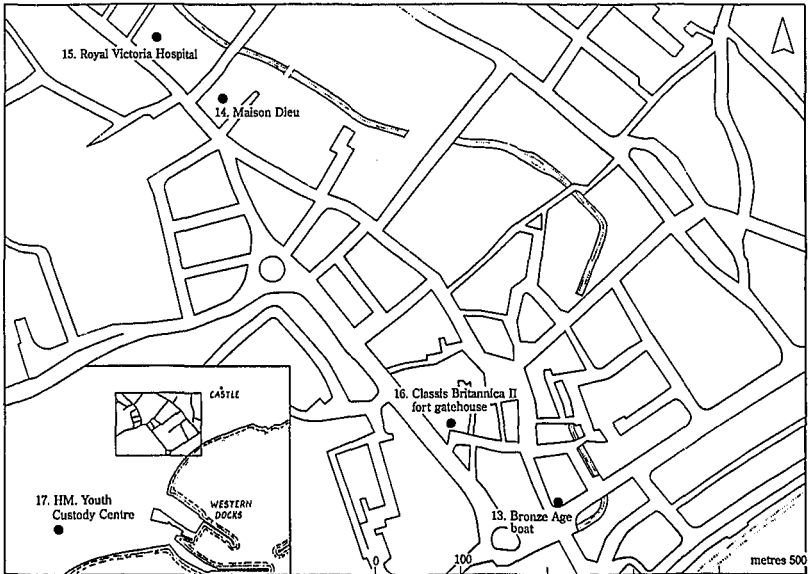 15. Royal Victoria Hospital
14. Maison Dieu
16. Classis Britannica II
fort gatehouse
CASTLE
17. HM. Youth
Custody Centre
WESTERN
DOCKS
13. Bronze Age
boat
0 100 metres 500